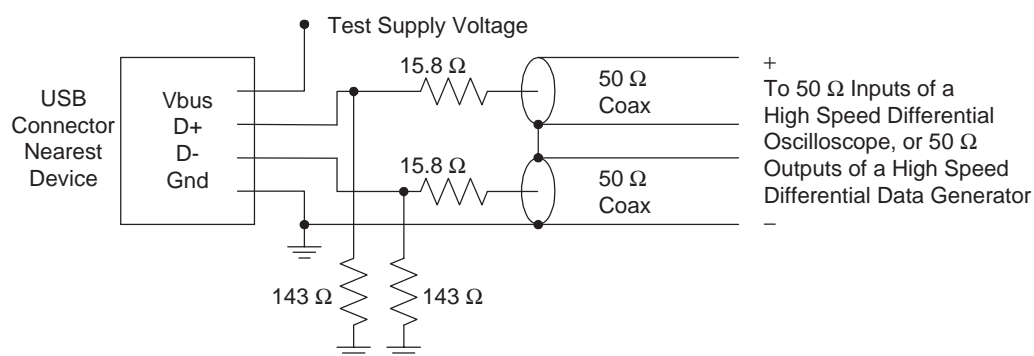 Test Supply Voltage
USB
Connector
Nearest
Device
Vbus
D+
D-
Gnd
15.8 Ω
15.8 Ω
50 Ω
Coax
50 Ω
Coax
143 Ω
143 Ω
+
To 50 Ω Inputs of a
High Speed Differential
Oscilloscope, or 50 Ω
Outputs of a High Speed
Differential Data Generator
−